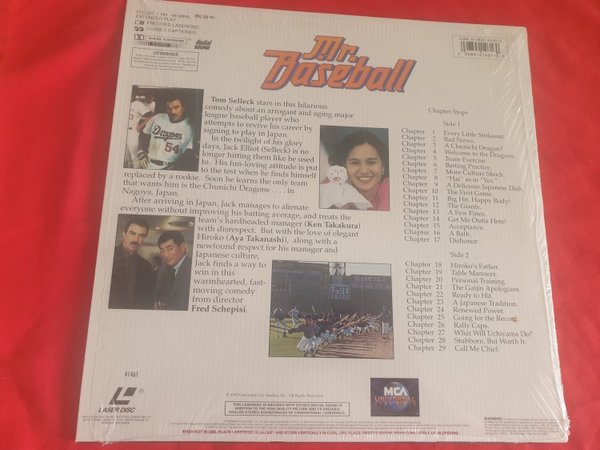 EXTENDED PLAY
CLOSED CAPTIONED
digital
sound
Mr.
Baseball
Tom Selleck stars in this hilarious
comedy about an arrogant and aging major
league baseball player who
attempts to revive his career by
signing to play in Japan.
In the twilight of his glory
days, Jack Elliot (Selleck) is no
longer hitting them like he used
to. His fun-loving attitude is put
to the test when he finds himself
replaced by a rookie. Soon he learns the only team
that wants him is the Chunichi Dragons . . . . in
Nagoya, Japan.
After arriving in Japan, Jack manages to alienate
everyone without improving his batting average, and treats the
team's hardheaded manager (Ken Takakura)
with disrespect. But with the love of elegant
Hiroko (Aya Takanashi), along with a
newfound respect for his manager and
Japanese culture,
Jack finds a way to
win in this
warmhearted, fast-
moving comedy
from director
Fred Schepisi.
Dragons
54
Chapter Stops
Side 1
Chapter 1 Every Little Strikeout.
Chapter 2 Bad News.
Chapter 3 A Chunichi Dragon?
Chapter 4 Welcome to the Dragons.
Chapter 5 Team Exercise.
Chapter 6 Batting Practice.
Chapter 7 More Culture Shock.
Chapter 8 "Hai" as in "Yes."
Chapter 9 A Delicious Japanese Dish.
Chapter 10 The First Game.
Chapter 11 Big Hit, Happy Body!
Chapter 12 The Giants.
Chapter 13 A Few Fines.
Chapter 14 Get Me Outta Here!
Chapter 15 Acceptance.
Chapter 16 A Bath.
Chapter 17 Dishonor.
Side 2
Chapter 18 Hiroko's Father.
Chapter 19 Table Manners.
Chapter 20 Personal Training.
Chapter 21 The Gaijin Apologizes.
Chapter 22 Ready to Hit.
Chapter 23 A Japanese Tradition.
Chapter 24 Renewed Power.
Chapter 25 Going for the Record.
Chapter 26 Rally Caps.
Chapter 27 What Will Uchiyama Do?
Chapter 28 Stubborn, But Worth It.
Chapter 29 Call Me Chief.
41461
LASER DISC
MCA
UNIVERSAL